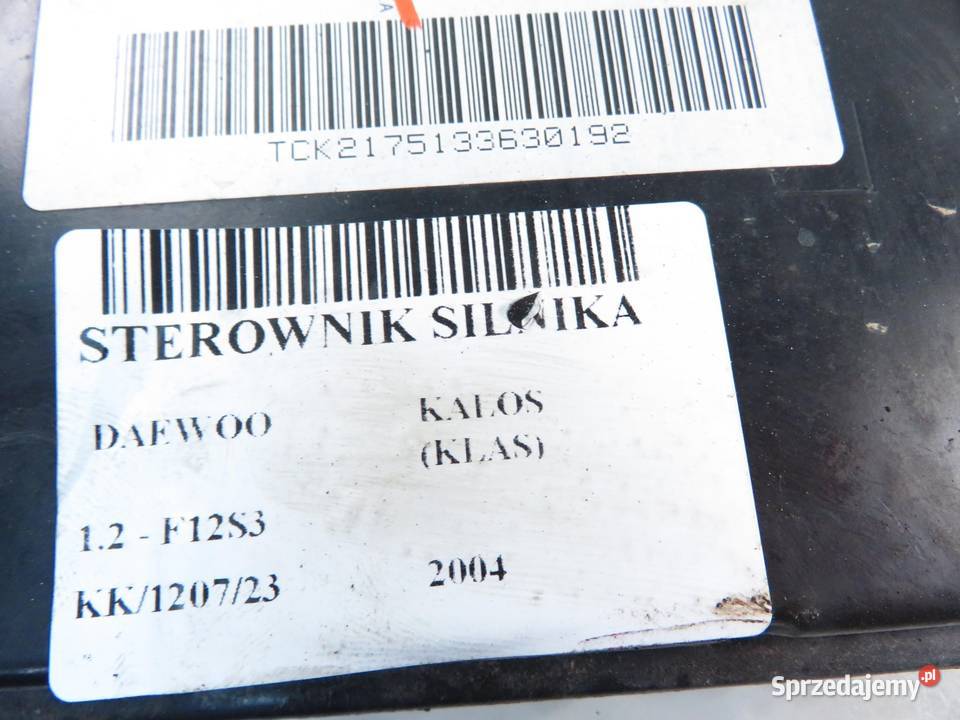 A
TCK2175133630192
STEROWNIK SILNIKA
DAEWOO KALOS
(KLAS)
1.2 - F12S3
KK/1207/23 2004
Sprzedajemy.pl